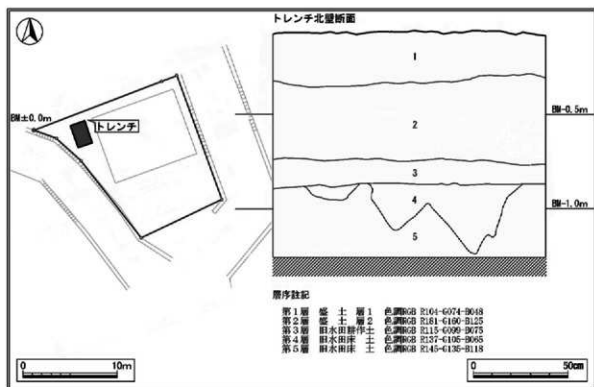 トレンチ北壁断面
BM±0.0m
トレンチ
1
BM-0.5m
2
3
4
BM-1.0m
5
層序註記
第1層 盛 土 層1 色調RGB R104-G074-B048
第2層 盛 土 層2 色調RGB R181-G160-B125
第3層 旧水田耕作土 色調RGB R115-G099-B075
第4層 旧水田床 土 色調RGB R137-G105-B065
第5層 旧水田床 土 色調RGB R145-G135-B118
0 10m
0 50cm